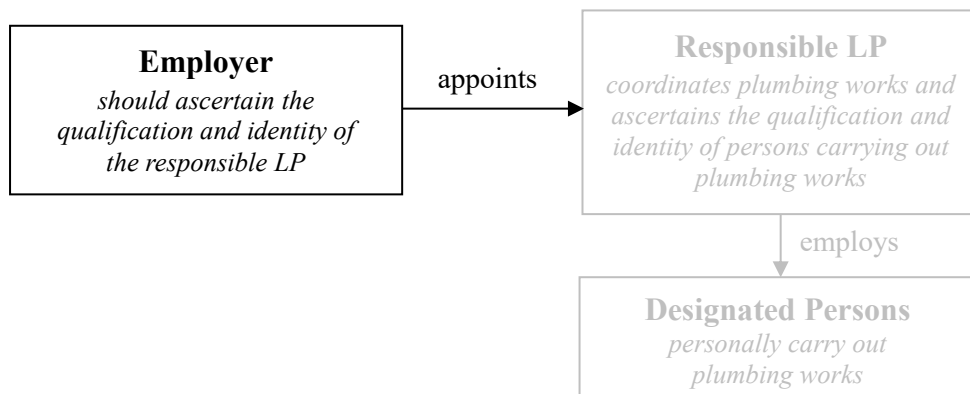 Employer
should ascertain the
qualification and identity of
the responsible LP
appoints
Responsible LP
coordinates plumbing works and
ascertains the qualification and
identity of persons carrying out
plumbing works
employs
Designated Persons
personally carry out
plumbing works